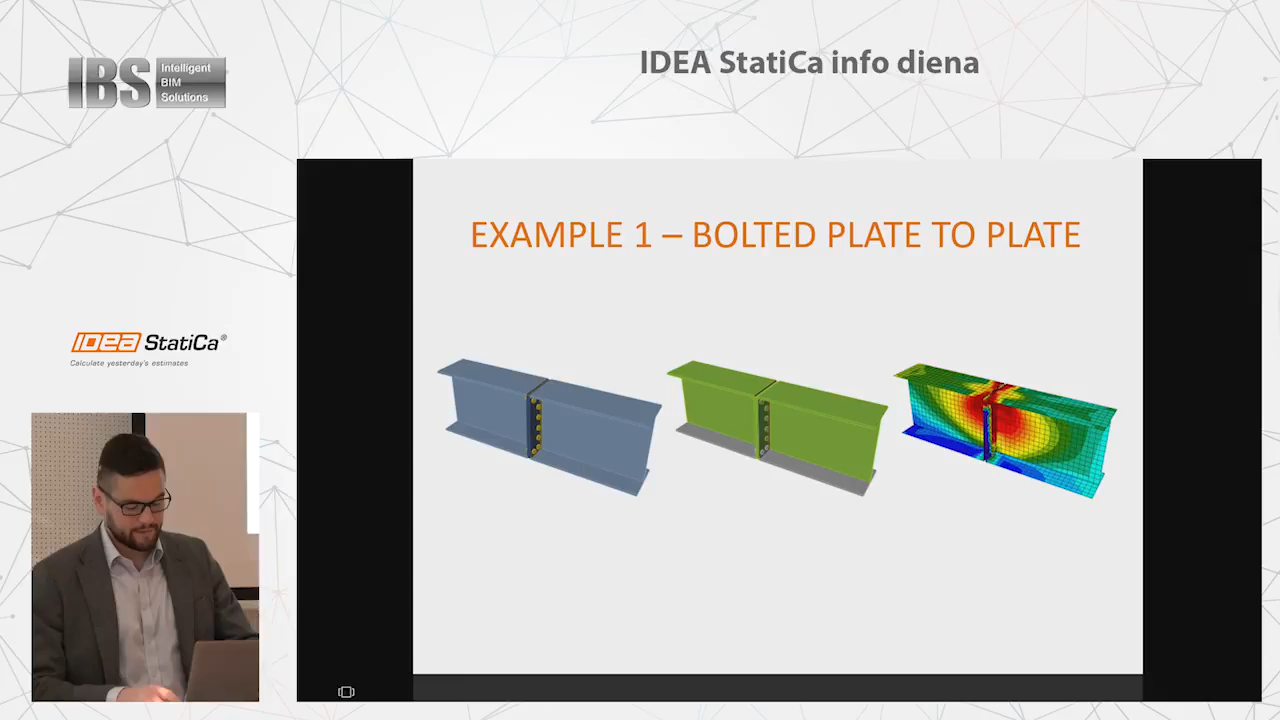 IBS
Intelligent
BIM
Solutions
IDEA StatiCa info diena
EXAMPLE 1 – BOLTED PLATE TO PLATE
IDEA StatiCa®
Calculate yesterday's estimates